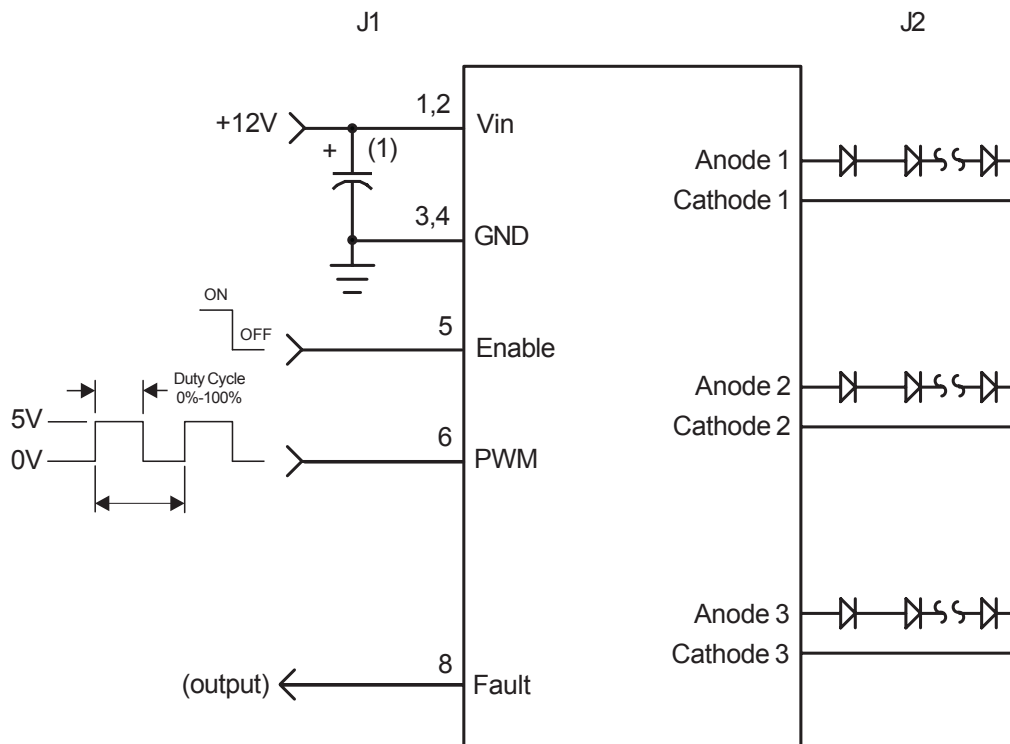 J1
J2
1,2
+12V
Vin
+
(1)
Anode 1
Cathode 1
3,4
GND
ON
OFF
5
Enable
Duty Cycle
0%-100%
Anode 2
5V
Cathode 2
6
0V
PWM
Anode 3
Cathode 3
8
(output)
Fault